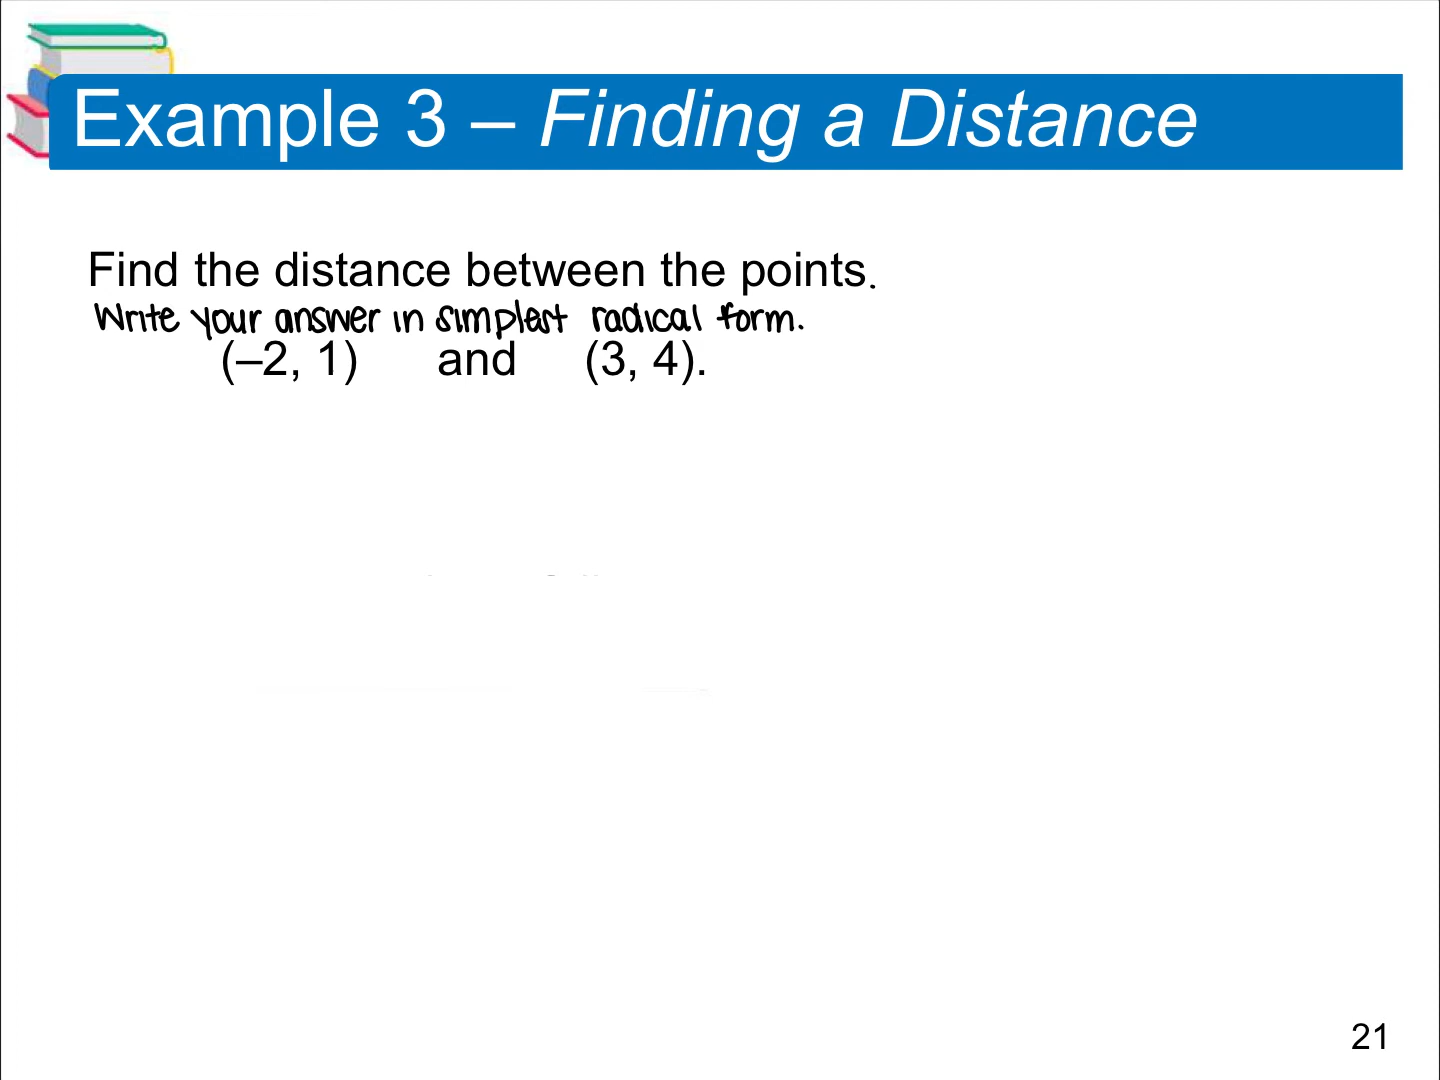 Example 3 – Finding a Distance
Find the distance between the points.
Write your answer in simplest radical form.
(–2, 1) and (3, 4).
21